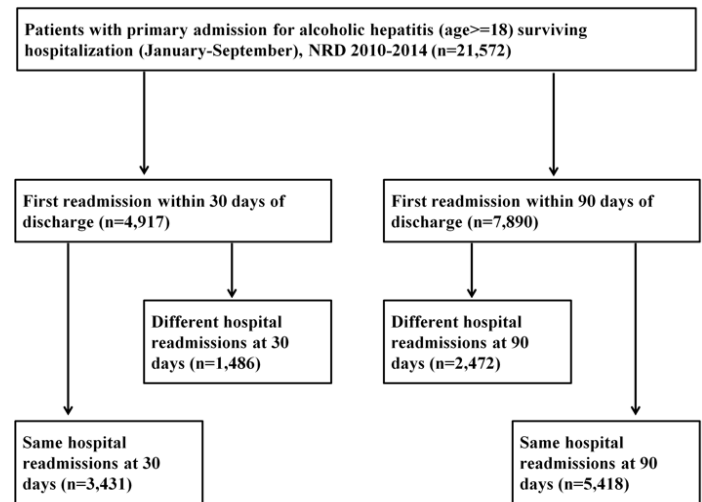 Patients with primary admission for alcoholic hepatitis (age>=18) surviving
hospitalization (January-September), NRD 2010-2014 (n=21,572)
First readmission within 30 days of
discharge (n=4,917)
First readmission within 90 days of
discharge (n=7,890)
Different hospital
readmissions at 30
days (n=1,486)
Different hospital
readmissions at 90
days (n=2,472)
Same hospital
readmissions at 30
days (n=3,431)
Same hospital
readmissions at 90
days (n=5,418)